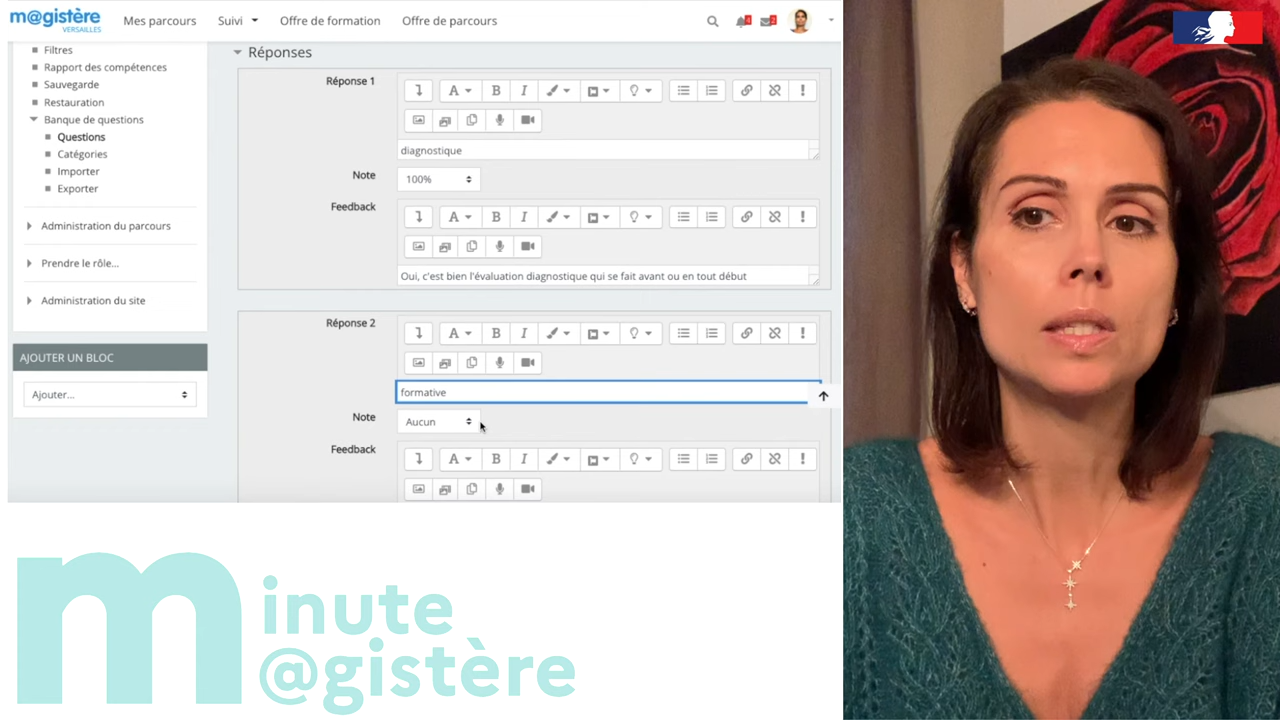 m@gistère
VERSAILLES
Mes parcours
Suivi
Offre de formation
Offre de parcours
Filtres
Rapport des compétences
Sauvegarde
Restauration
Banque de questions
Questions
Catégories
Importer
Exporter
Administration du parcours
Prendre le rôle...
Administration du site
AJOUTER UN BLOC
Ajouter...
Réponses
Réponse 1
A B I
diagnostique
Note
100%
Feedback
A B I
Oui, c'est bien l'évaluation diagnostique qui se fait avant ou en tout début
Réponse 2
A B I
formative
Note
Aucun
Feedback
A B I
minute
@gistère